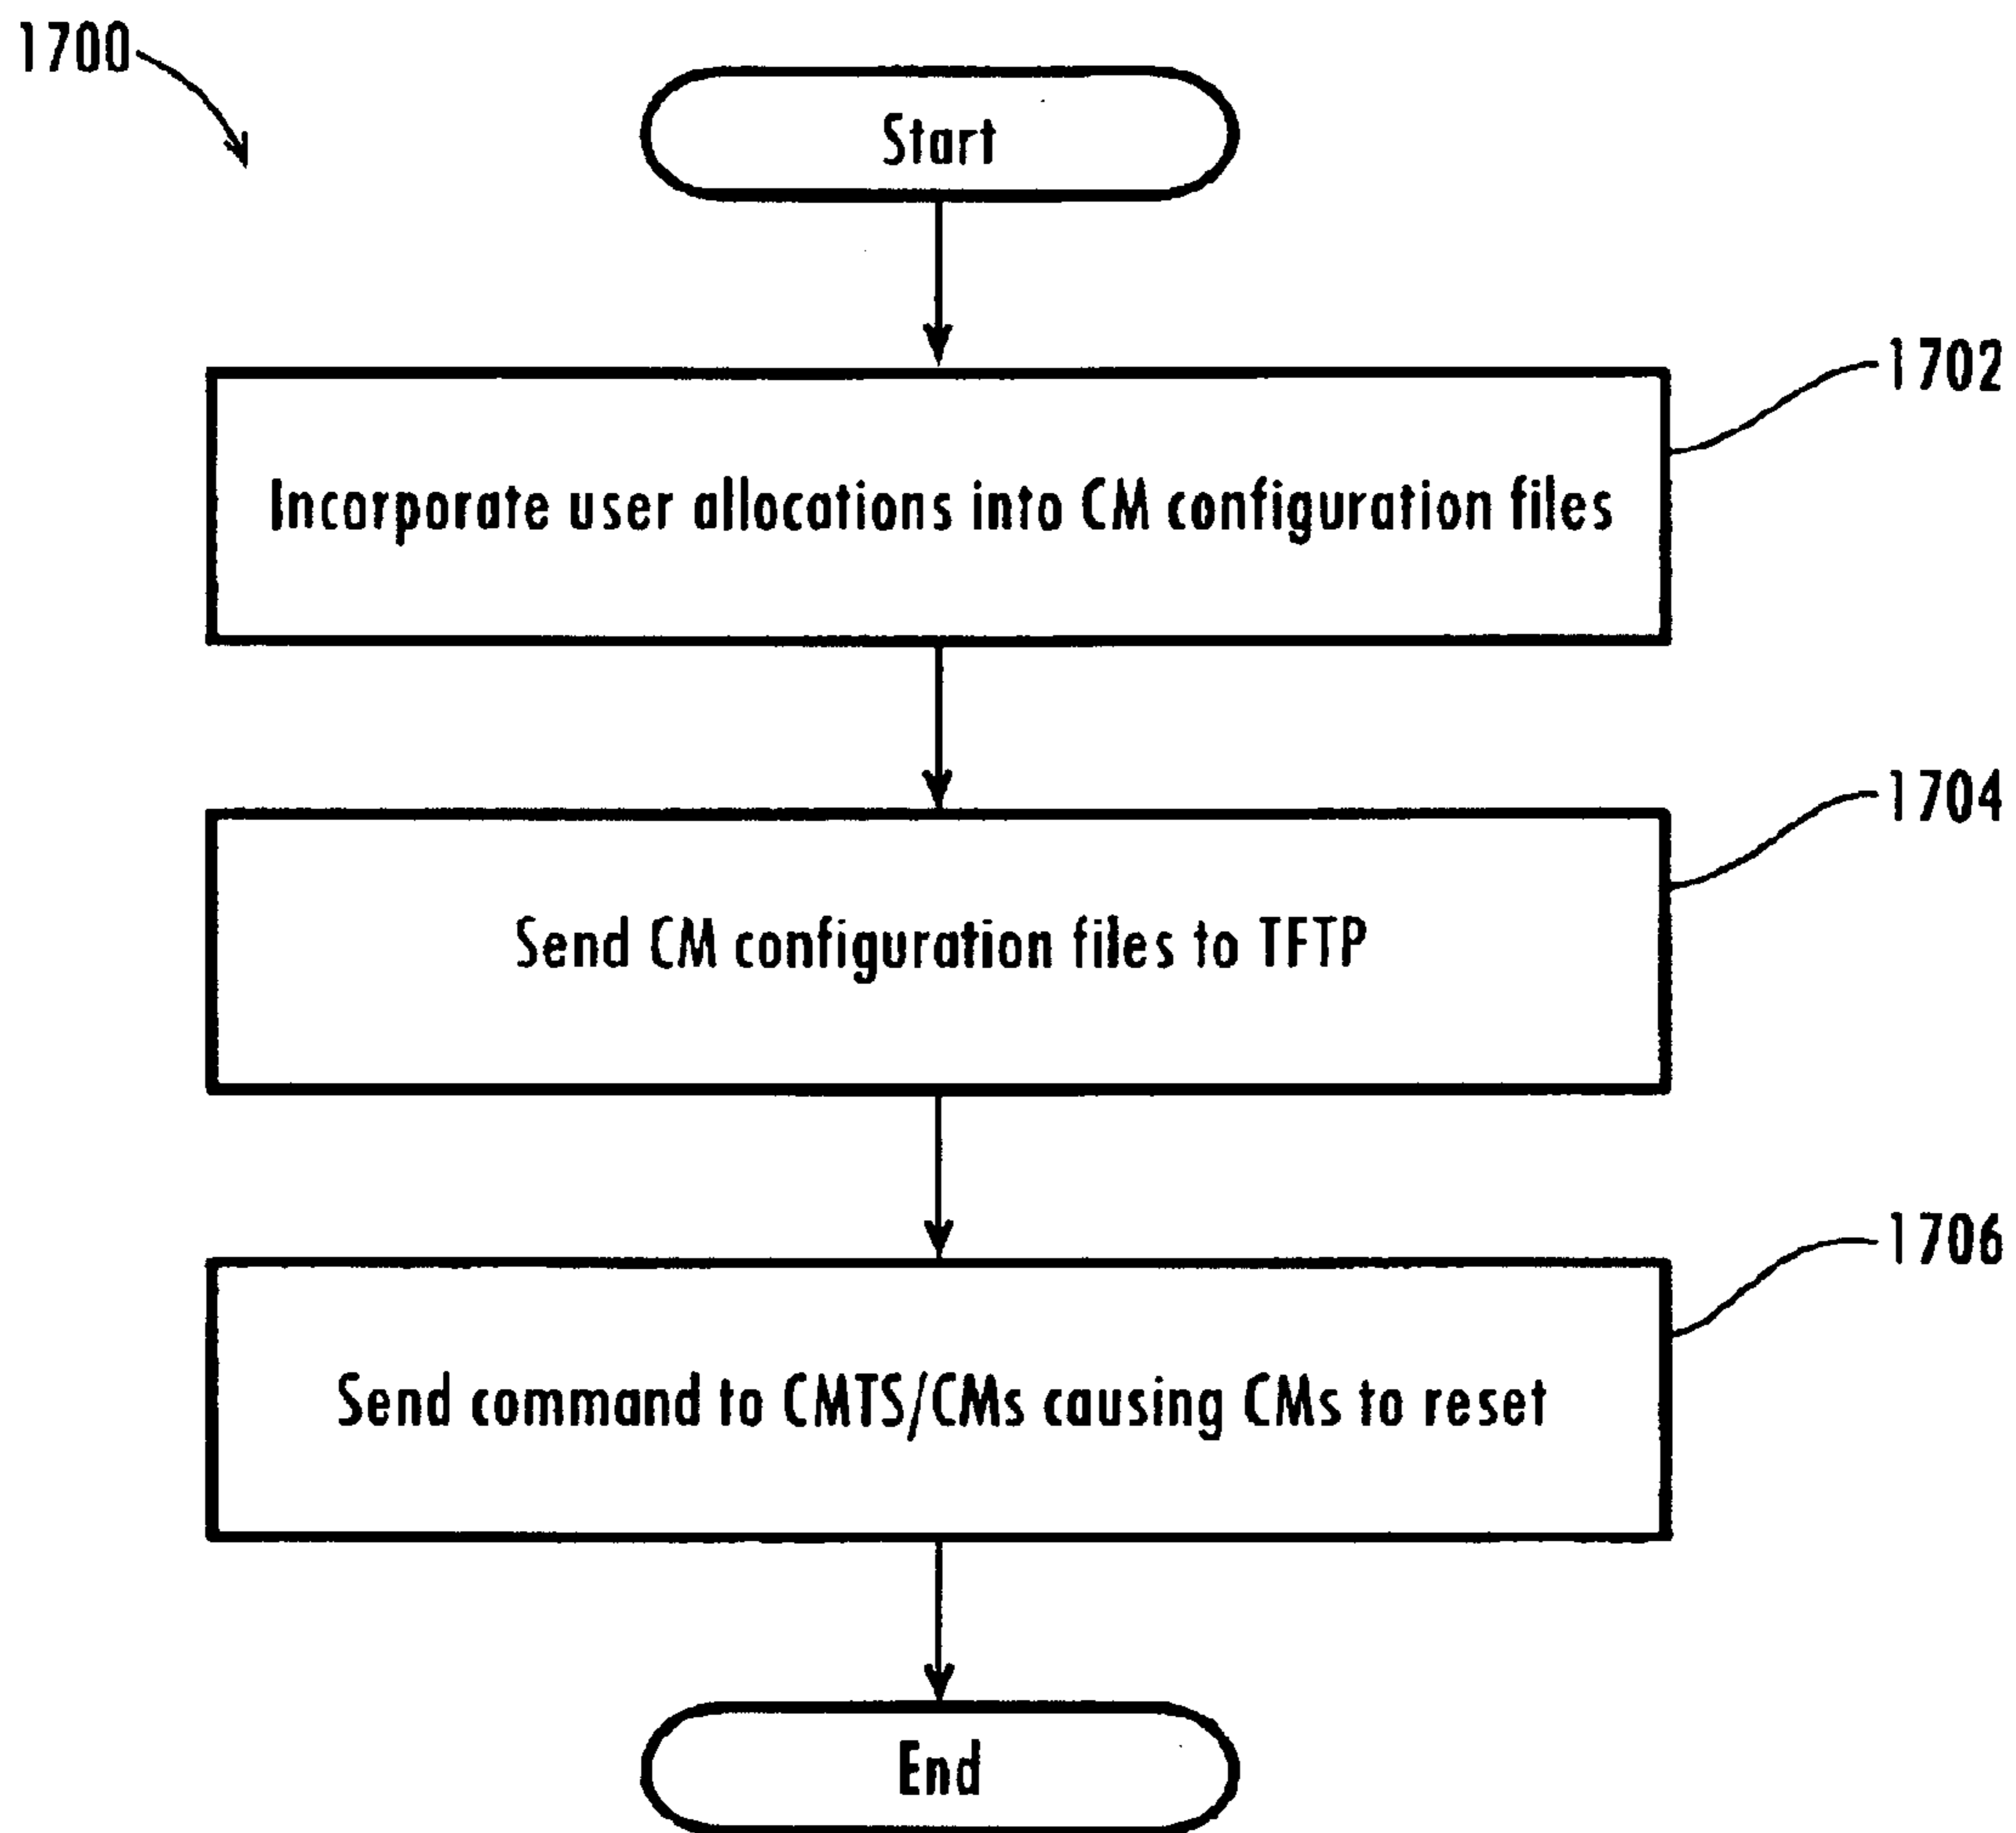 1700
Start
1702
Incorporate user allocations into CM configuration files
1704
Send CM configuration files to TFTP
1706
Send command to CMTS/CMs causing CMs to reset
End